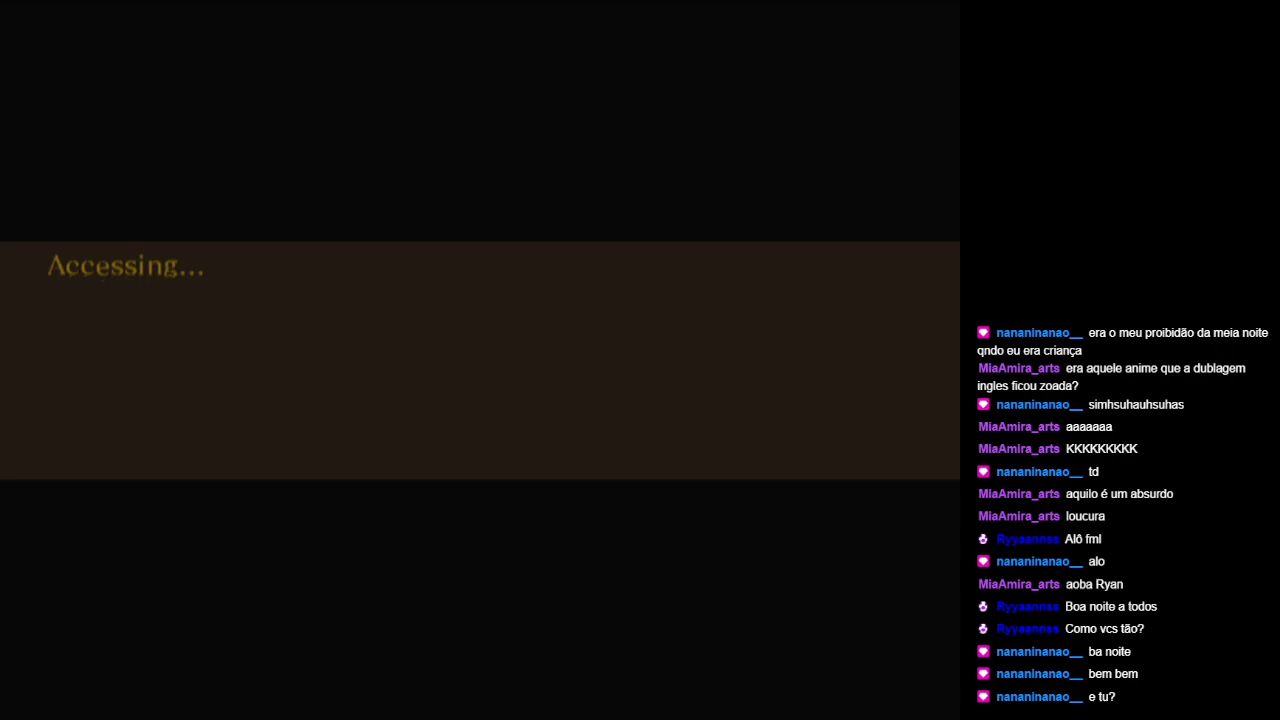 Accessing...
nananinanao__ era o meu proibidão da meia noite
qndo eu era criança
MiaAmira_arts era aquele anime que a dublagem
ingles ficou zoada?
nananinanao__ simhsuhauhsuhas
MiaAmira_arts aaaaaaa
MiaAmira_arts KKKKKKKKK
nananinanao__ td
MiaAmira_arts aquilo é um absurdo
MiaAmira_arts loucura
Ryyaannss Alô fml
nananinanao__ alo
MiaAmira_arts aoba Ryan
Ryyaannss Boa noite a todos
Ryyaannss Como vcs tão?
nananinanao__ ba noite
nananinanao__ bem bem
nananinanao__ e tu?